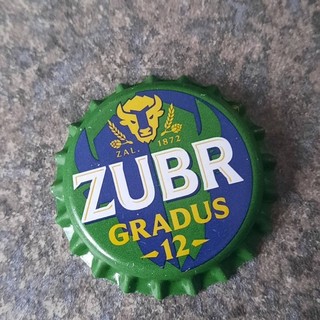 ZAL. 1872
ZUBR
GRADUS
-12-